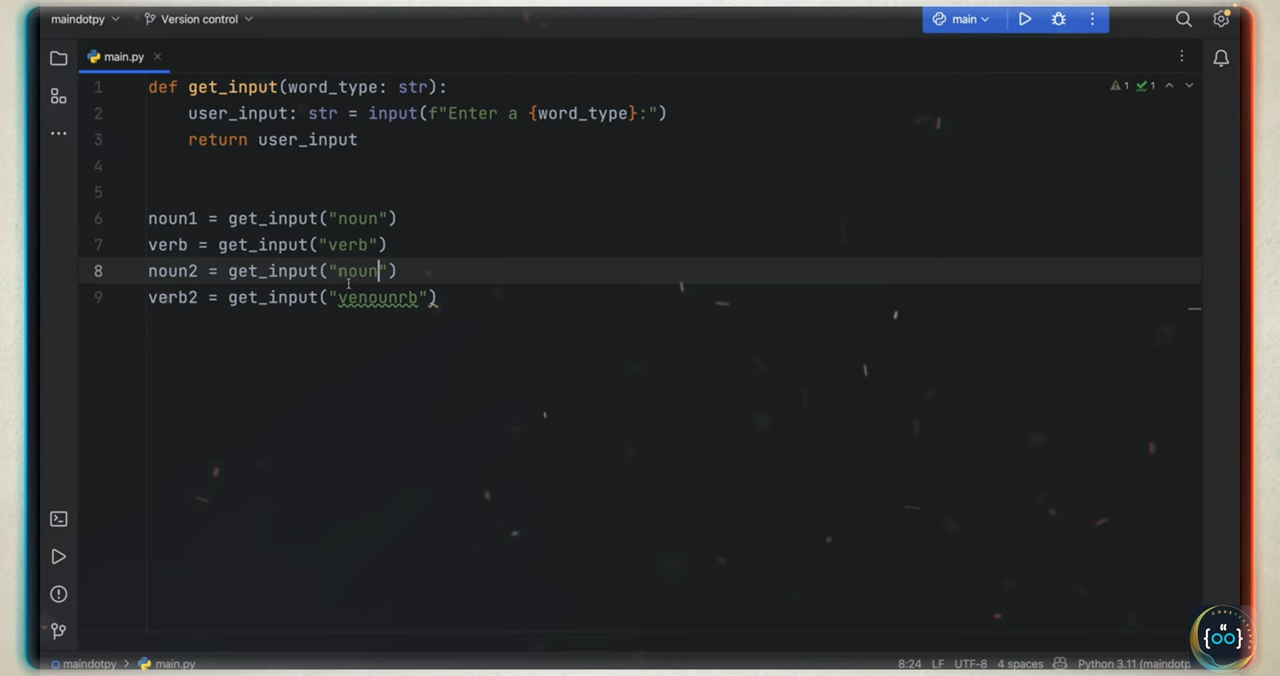 maindotpy Version control main
main.py
1 def get_input(word_type: str):
2 user_input: str = input(f"Enter a {word_type}:")
3 return user_input
4
5
6 noun1 = get_input("noun")
7 verb = get_input("verb")
8 noun2 = get_input("noun")
9 verb2 = get_input("venounrb")
1 1
maindotpy > main.py 8:24 LF UTF-8 4 spaces Python 3.11 (maindotp